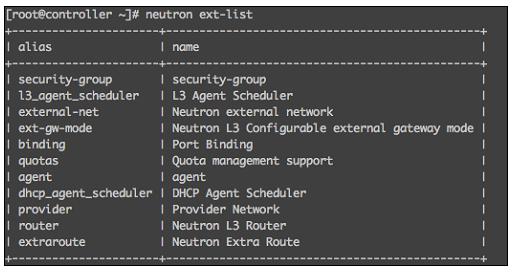 [root@controller ~]# neutron ext-list
+-----------------------+-----------------------------------------------+
| alias | name |
+-----------------------+-----------------------------------------------+
| security-group | security-group |
| l3_agent_scheduler | L3 Agent Scheduler |
| external-net | Neutron external network |
| ext-gw-mode | Neutron L3 Configurable external gateway mode |
| binding | Port Binding |
| quotas | Quota management support |
| agent | agent |
| dhcp_agent_scheduler | DHCP Agent Scheduler |
| provider | Provider Network |
| router | Neutron L3 Router |
| extraroute | Neutron Extra Route |
+-----------------------+-----------------------------------------------+